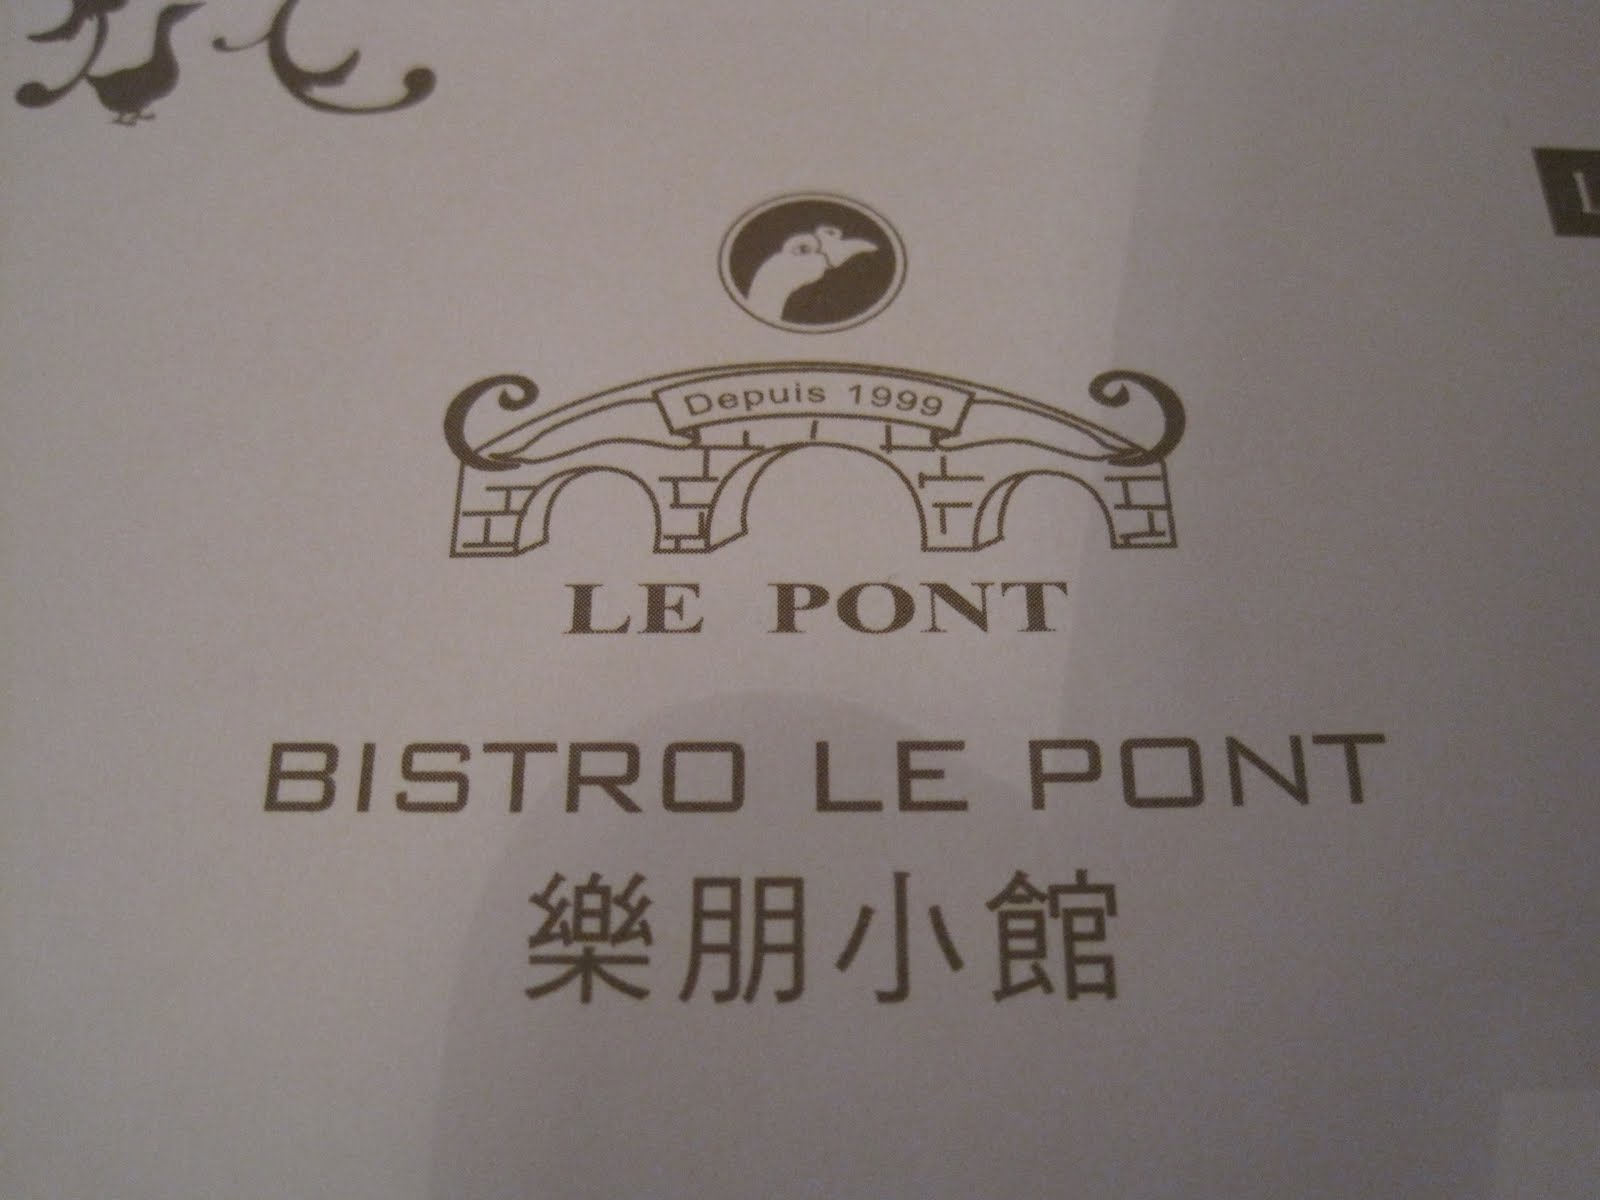 Depuis 1999
LE PONT
BISTRO LE PONT
樂朋小館